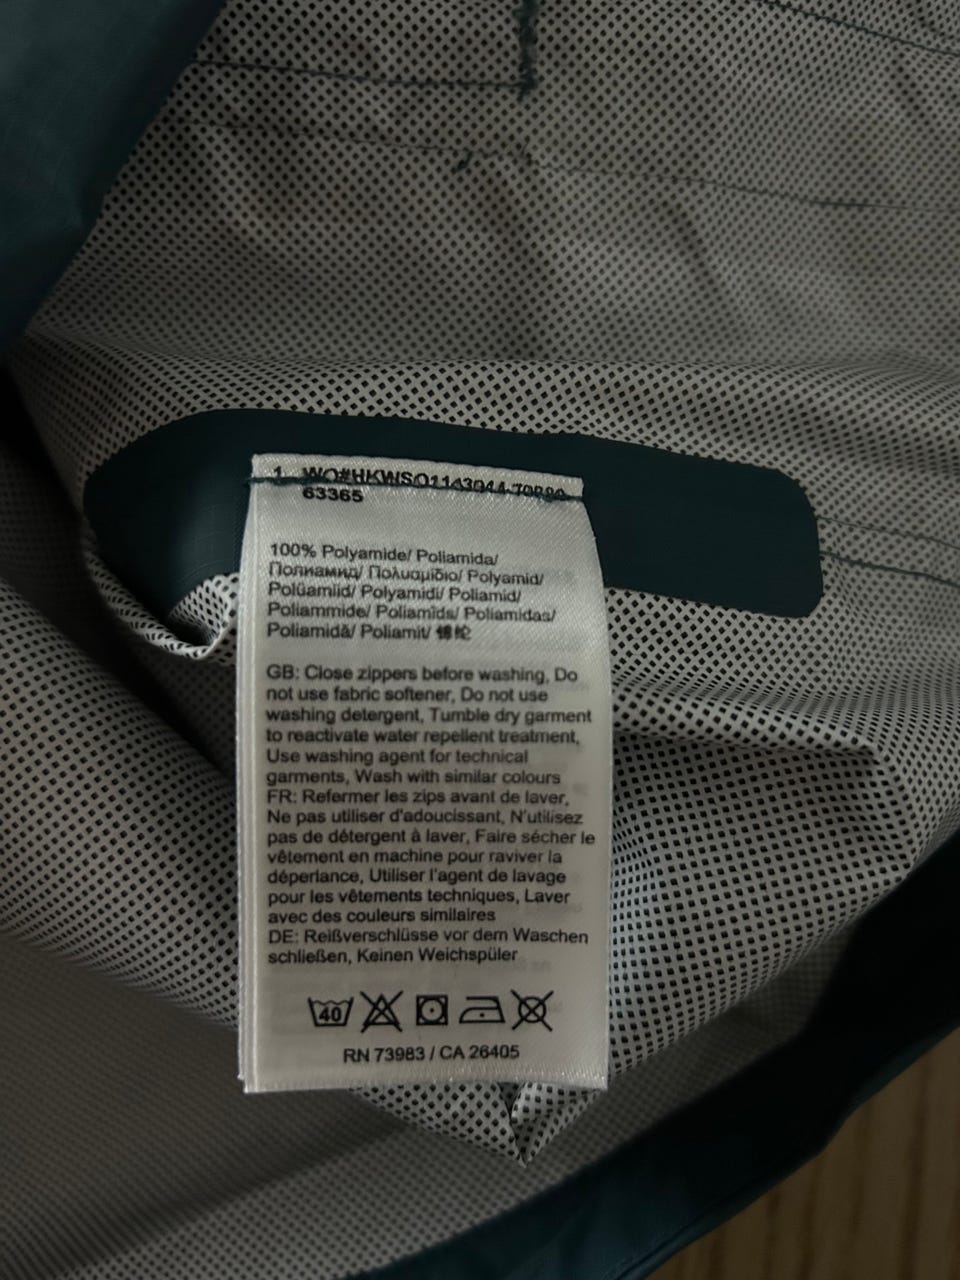 1 WO#HKWSO1143044-
63365
100% Polyamide/ Poliamida/
Полиамид/ Πολυαμίδιο/ Polyamid/
Polüamiid/ Polyamidi/ Poliamid/
Poliammide/ Poliamīds/ Poliamidas/
Poliamidă/ Poliamit/ 锦纶
GB: Close zippers before washing, Do
not use fabric softener, Do not use
washing detergent, Tumble dry garment
to reactivate water repellent treatment,
Use washing agent for technical
garments, Wash with similar colours
FR: Refermer les zips avant de laver,
Ne pas utiliser d'adoucissant, N'utilisez
pas de détergent à laver, Faire sécher le
vêtement en machine pour raviver la
déperlance, Utiliser l'agent de lavage
pour les vêtements techniques, Laver
avec des couleurs similaires
DE: Reißverschlüsse vor dem Waschen
schließen, Keinen Weichspüler
40
RN 73983 / CA 26405